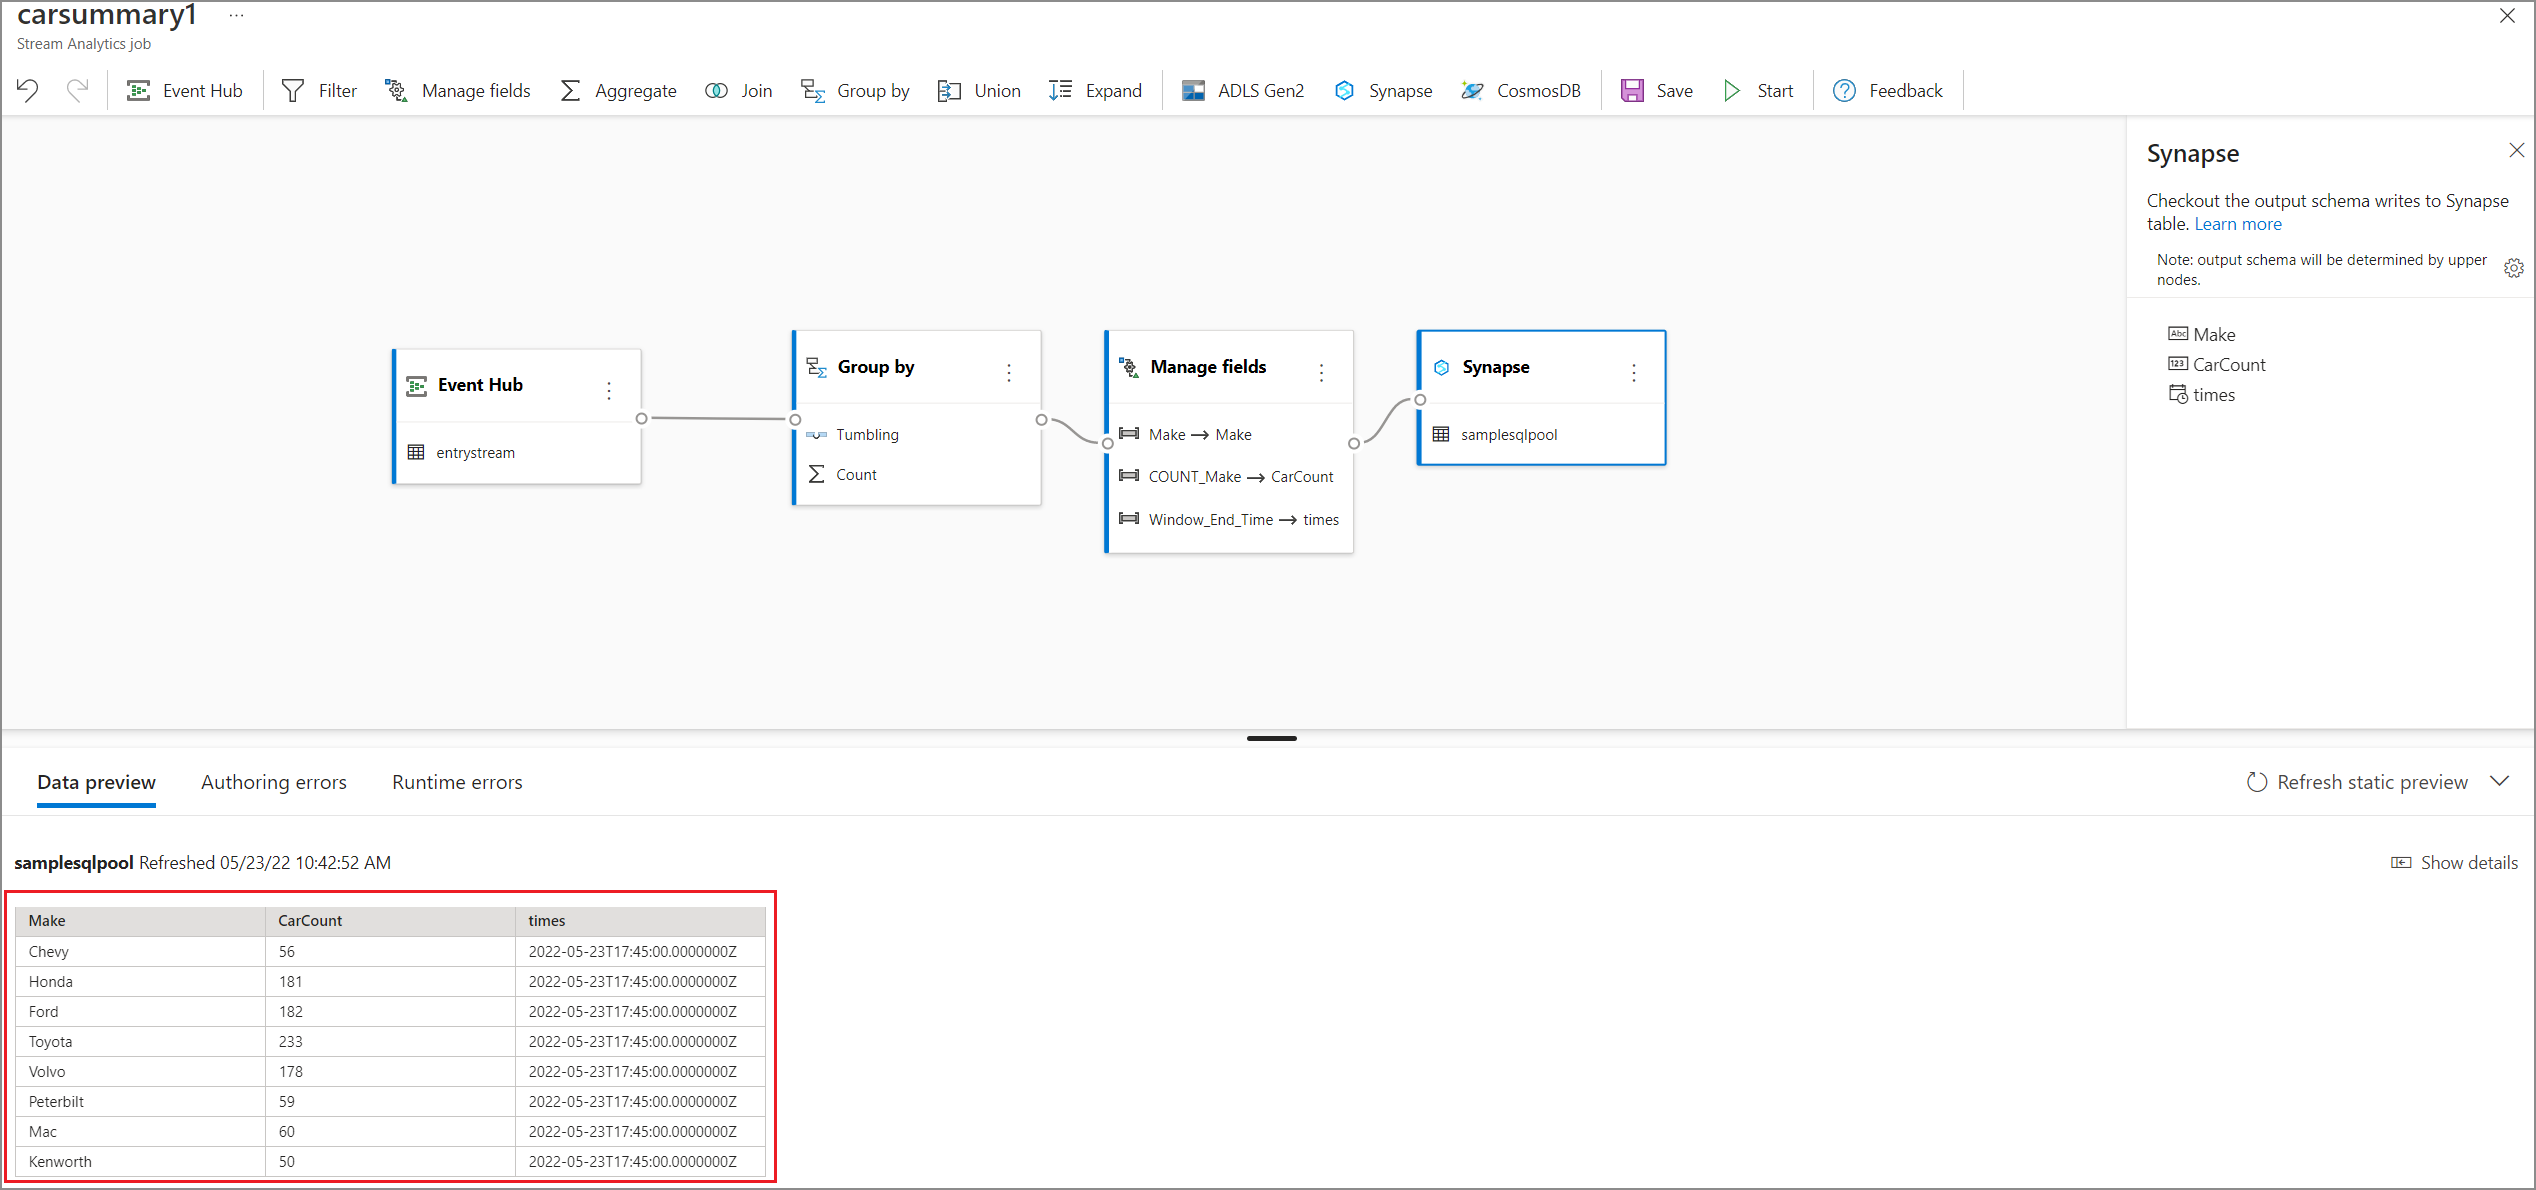 carsummary1 ...
Stream Analytics job
Event Hub Filter Manage fields Aggregate Join Group by Union Expand ADLS Gen2 Synapse CosmosDB Save Start Feedback
Event Hub
entrystream
Group by
Tumbling
Count
Manage fields
Make → Make
COUNT_Make → CarCount
Window_End_Time → times
Synapse
samplesqlpool
Synapse
Checkout the output schema writes to Synapse
table. Learn more
Note: output schema will be determined by upper
nodes.
Abc Make
123 CarCount
times
Data preview Authoring errors Runtime errors Refresh static preview
samplesqlpool Refreshed 05/23/22 10:42:52 AM Show details
Make CarCount times
Chevy 56 2022-05-23T17:45:00.0000000Z
Honda 181 2022-05-23T17:45:00.0000000Z
Ford 182 2022-05-23T17:45:00.0000000Z
Toyota 233 2022-05-23T17:45:00.0000000Z
Volvo 178 2022-05-23T17:45:00.0000000Z
Peterbilt 59 2022-05-23T17:45:00.0000000Z
Mac 60 2022-05-23T17:45:00.0000000Z
Kenworth 50 2022-05-23T17:45:00.0000000Z